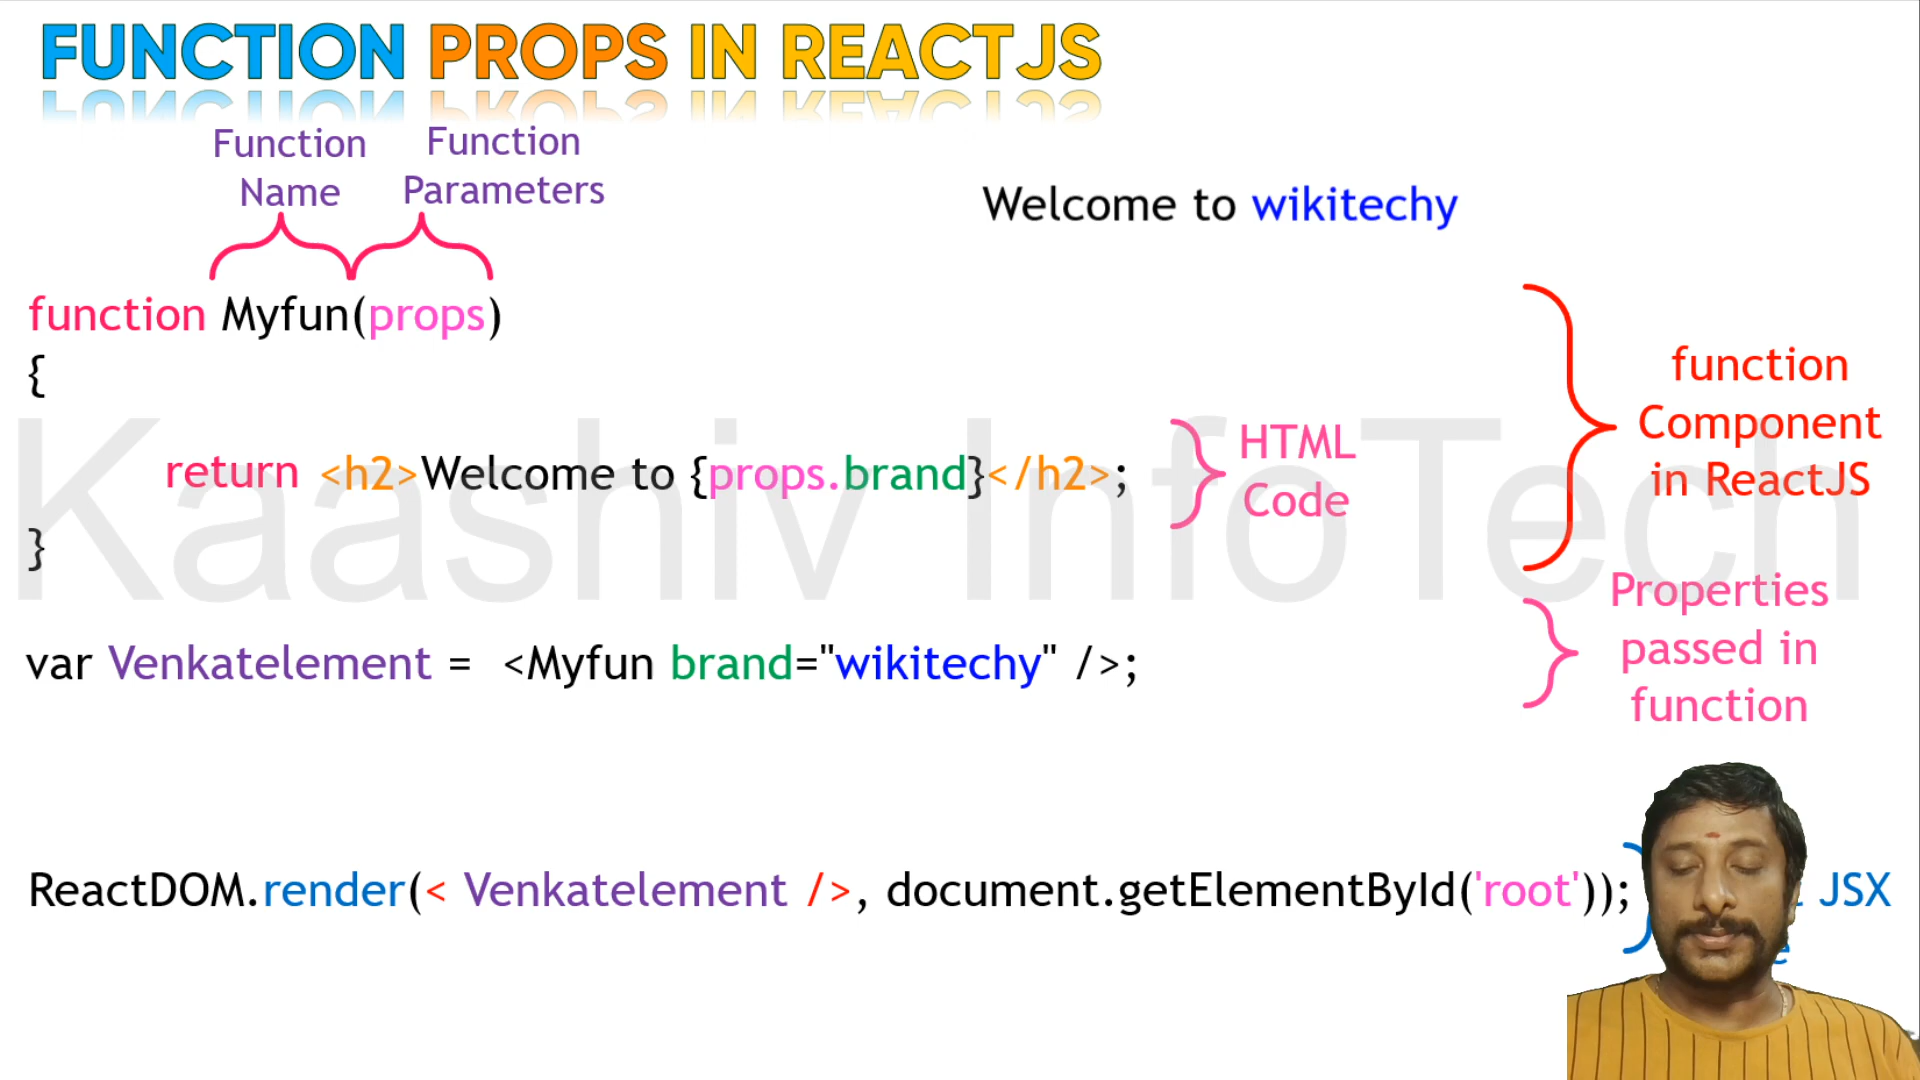 FUNCTION PROPS IN REACTJS
Function
Name
Function
Parameters
Welcome to wikitechy
function Myfun(props)
{
return <h2>Welcome to {props.brand}</h2>;
}
HTML
Code
function
Component
in ReactJS
Kaashiv InfoTech
var Venkatelement = <Myfun brand="wikitechy" />;
Properties
passed in
function
ReactDOM.render(< Venkatelement />, document.getElementById('root'));
JSX